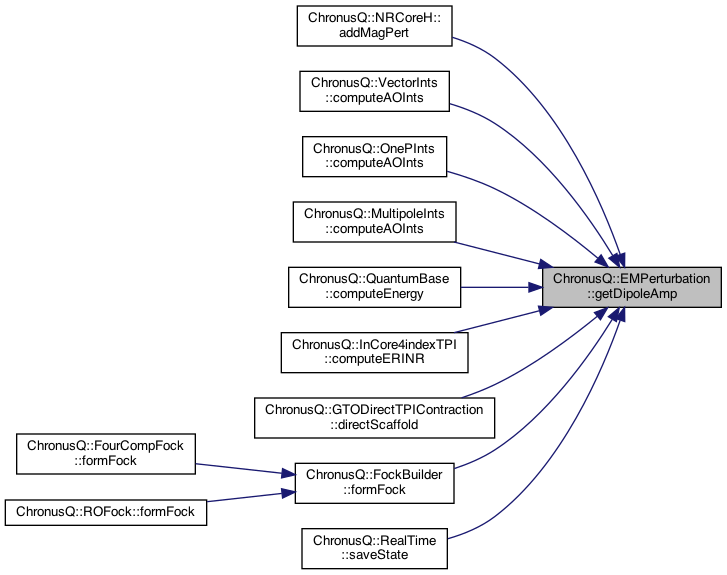 ChronusQ::NRCoreH::
addMagPert
ChronusQ::VectorInts
::computeAOInts
ChronusQ::OnePInts
::computeAOInts
ChronusQ::MultipoleInts
::computeAOInts
ChronusQ::QuantumBase
::computeEnergy
ChronusQ::EMPerturbation
::getDipoleAmp
ChronusQ::InCore4indexTPI
::computeERINR
ChronusQ::GTODirectTPIContraction
::directScaffold
ChronusQ::FourCompFock
::formFock
ChronusQ::FockBuilder
::formFock
ChronusQ::ROFock::formFock
ChronusQ::RealTime
::saveState